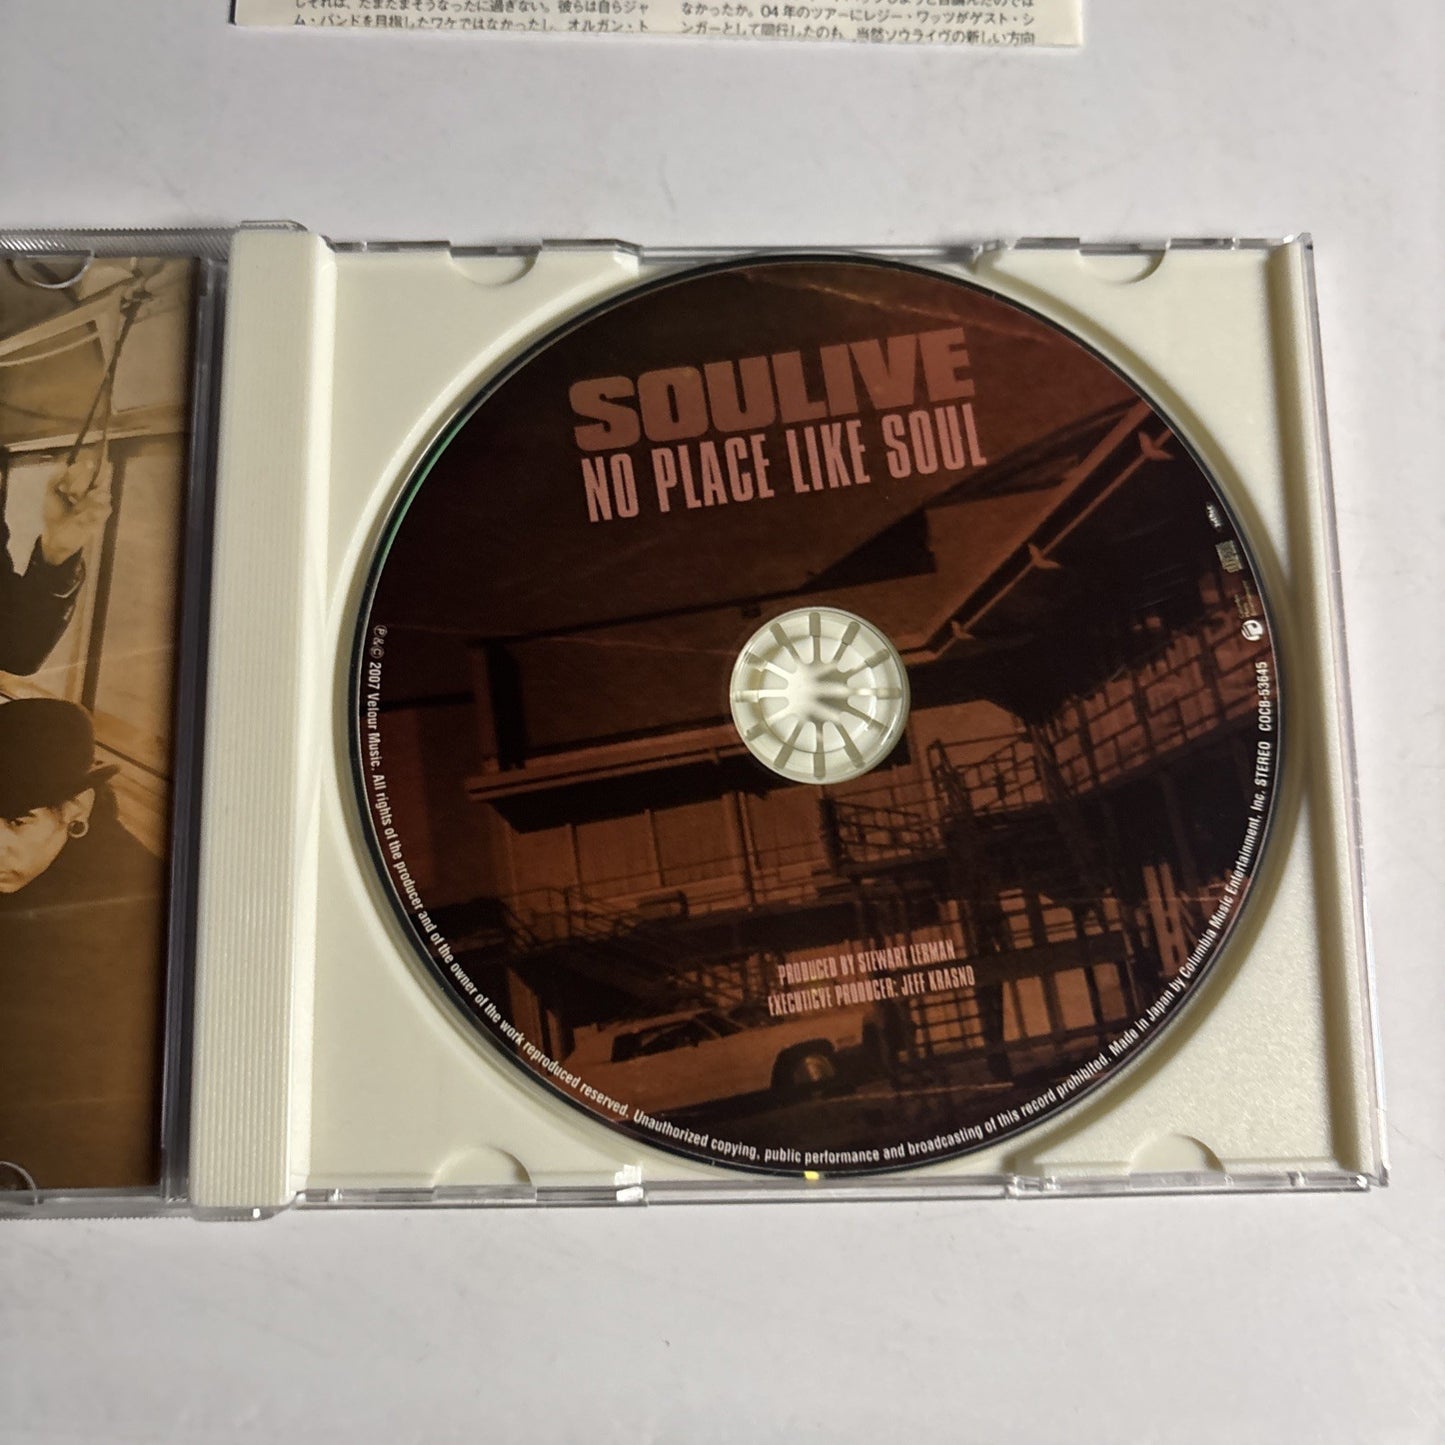 しそれは、たまたまそうなったに過ぎない。彼らは自らジャ
ム・バンドを目指したワケではなかったし、オルガン・ト
なかったか。04年のツアーにレジー・ワッツがゲスト・シ
ンガーとして同行したのも、当然ソウライヴの新しい方向
SOULIVE
NO PLACE LIKE SOUL
COCB-53645
STEREO
PRODUCED BY STEWART LERMAN
EXECUTICVE PRODUCER: JEFF KRASNO
℗&© 2007 Velour Music. All rights of the producer and of the owner of the work reproduced reserved. Unauthorized copying, public performance and broadcasting of this record prohibited. Made in Japan by Columbia Music Entertainment, Inc.